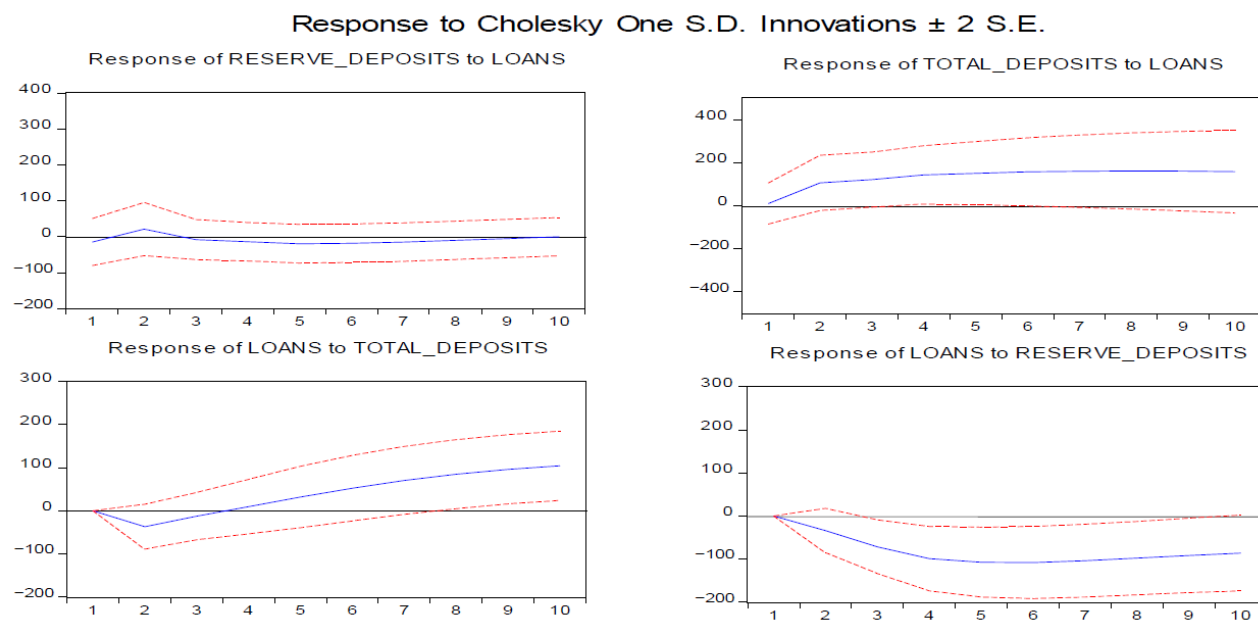 Response to Cholesky One S.D. Innovations ± 2 S.E.
Response of RESERVE_DEPOSITS to LOANS
400
300
200
100
0
−100
−200
1 2 3 4 5 6 7 8 9 10
Response of TOTAL_DEPOSITS to LOANS
400
200
0
−200
−400
1 2 3 4 5 6 7 8 9 10
Response of LOANS to TOTAL_DEPOSITS
300
200
100
0
−100
−200
1 2 3 4 5 6 7 8 9 10
Response of LOANS to RESERVE_DEPOSITS
300
200
100
0
−100
−200
1 2 3 4 5 6 7 8 9 10